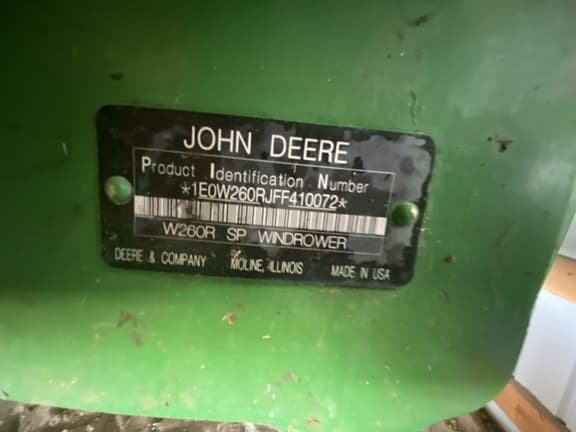 JOHN DEERE
Product Identification Number
*1E0W260RJFF410072*
W260R SP WINDROWER
DEERE & COMPANY MOLINE, ILLINOIS MADE IN USA